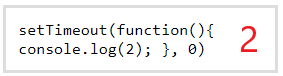 setTimeout(function(){
console.log(2); }, 0)
2